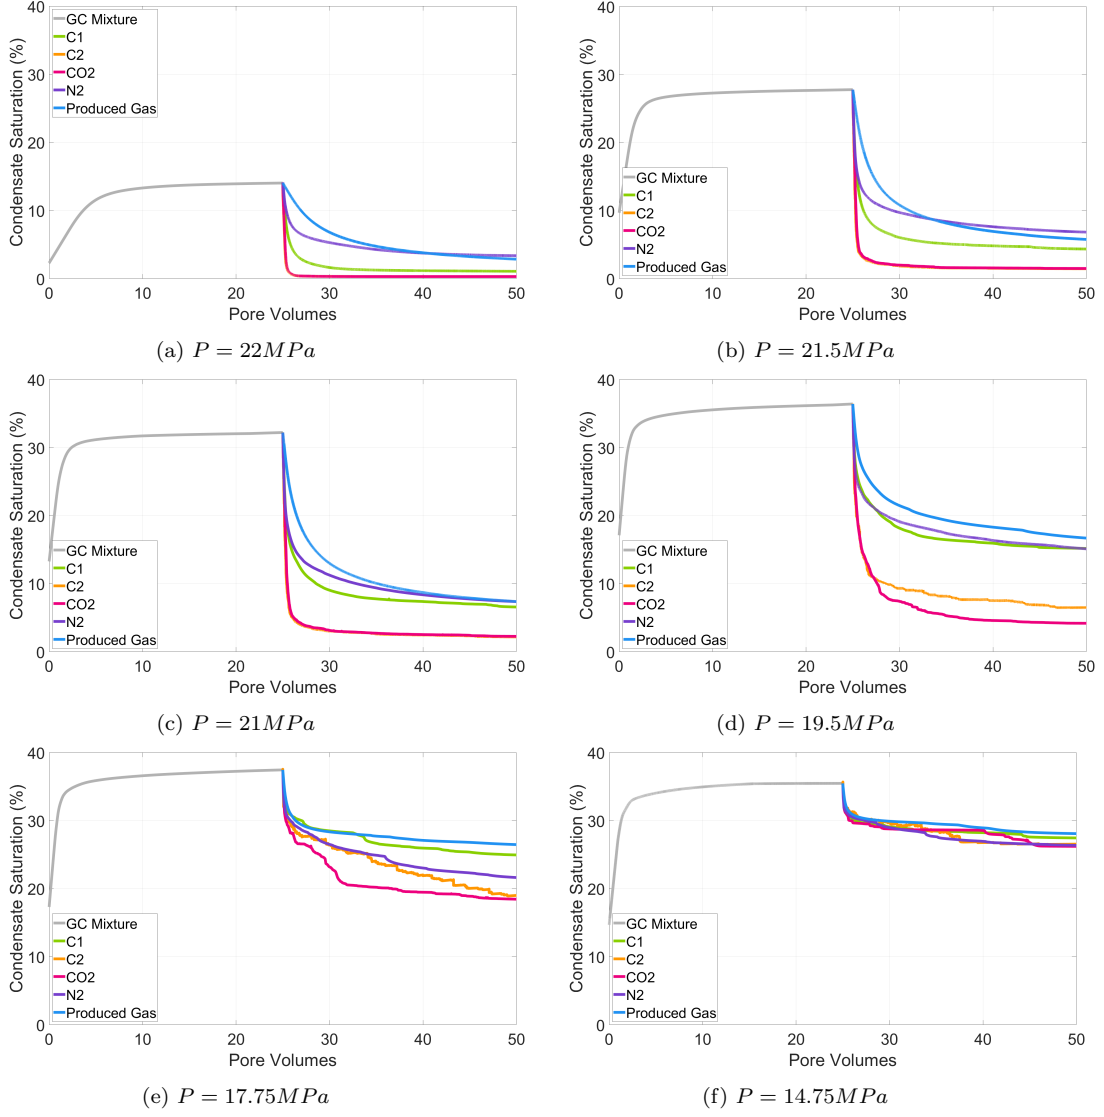 40
30
20
10
0
Condensate Saturation (%)
GC Mixture
C1
C2
CO2
N2
Produced Gas
0 10 20 30 40 50
Pore Volumes
(a) P = 22MPa
40
30
20
10
0
Condensate Saturation (%)
GC Mixture
C1
C2
CO2
N2
Produced Gas
0 10 20 30 40 50
Pore Volumes
(b) P = 21.5MPa
40
30
20
10
0
Condensate Saturation (%)
GC Mixture
C1
C2
CO2
N2
Produced Gas
0 10 20 30 40 50
Pore Volumes
(c) P = 21MPa
40
30
20
10
0
Condensate Saturation (%)
GC Mixture
C1
C2
CO2
N2
Produced Gas
0 10 20 30 40 50
Pore Volumes
(d) P = 19.5MPa
40
30
20
10
0
Condensate Saturation (%)
GC Mixture
C1
C2
CO2
N2
Produced Gas
0 10 20 30 40 50
Pore Volumes
(e) P = 17.75MPa
40
30
20
10
0
Condensate Saturation (%)
GC Mixture
C1
C2
CO2
N2
Produced Gas
0 10 20 30 40 50
Pore Volumes
(f) P = 14.75MPa